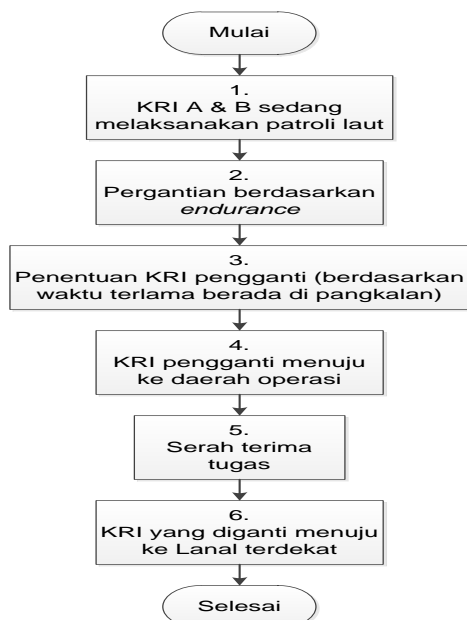 Mulai
1.
KRI A & B sedang
melaksanakan patroli laut
2.
Pergantian berdasarkan
endurance
3.
Penentuan KRI pengganti (berdasarkan
waktu terlama berada di pangkalan)
4.
KRI pengganti menuju
ke daerah operasi
5.
Serah terima
tugas
6.
KRI yang diganti menuju
ke Lanal terdekat
Selesai